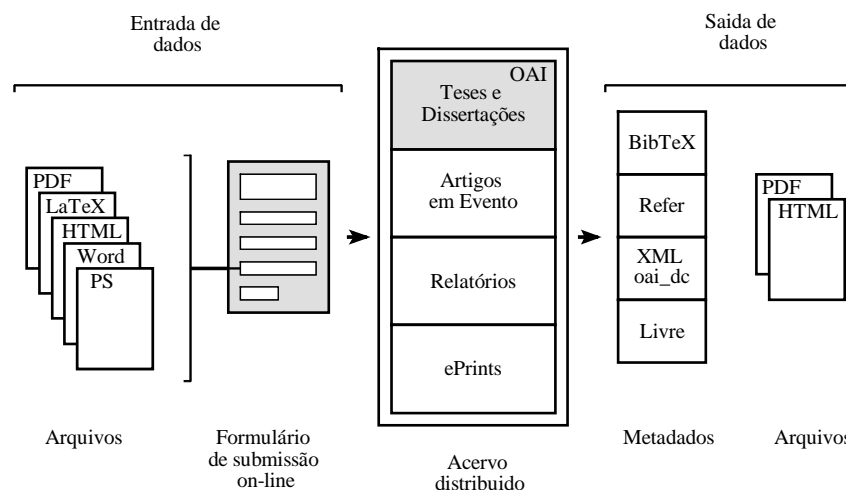 Entrada de
dados
Saida de
dados
OAI
Teses e
Dissertações
Artigos
em Evento
Relatórios
ePrints
PDF
LaTeX
HTML
Word
PS
BibTeX
Refer
XML
oai_dc
Livre
PDF
HTML
Arquivos
Formulário
de submissão
on-line
Acervo
distribuido
Metadados
Arquivos